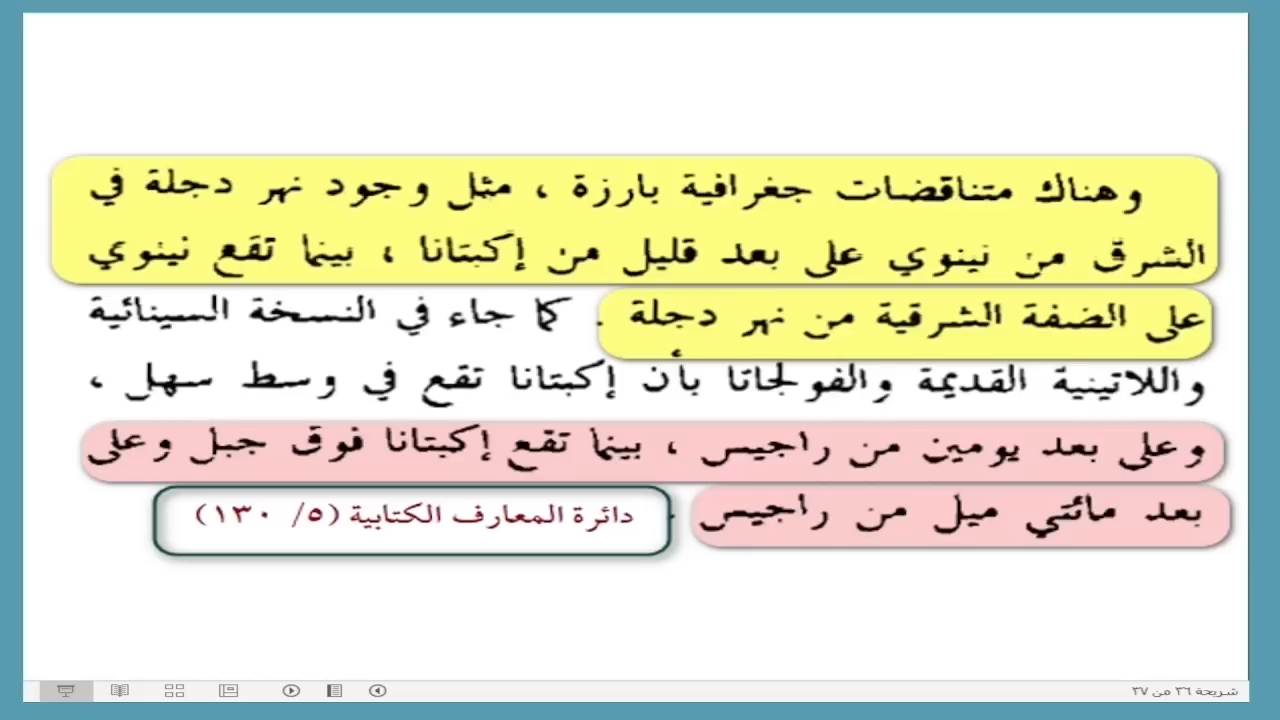 وهناك متناقضات جغرافية بارزة ، مثل وجود نهر دجلة في
الشرق من نينوي على بعد قليل من إكبتانا ، بينما تقع نينوي
على الضفة الشرقية من نهر دجلة . كما جاء في النسخة السينائية
واللاتينية القديمة والفولجاتا بأن إكبتانا تقع في وسط سهل ،
وعلى بعد يومين من راجيس ، بينما تقع إكبتانا فوق جبل وعلى
بعد مائتي ميل من راجيس .
دائرة المعارف الكتابية (٥/ ١٣٠)
شريحة ٢٦ من ٢٧